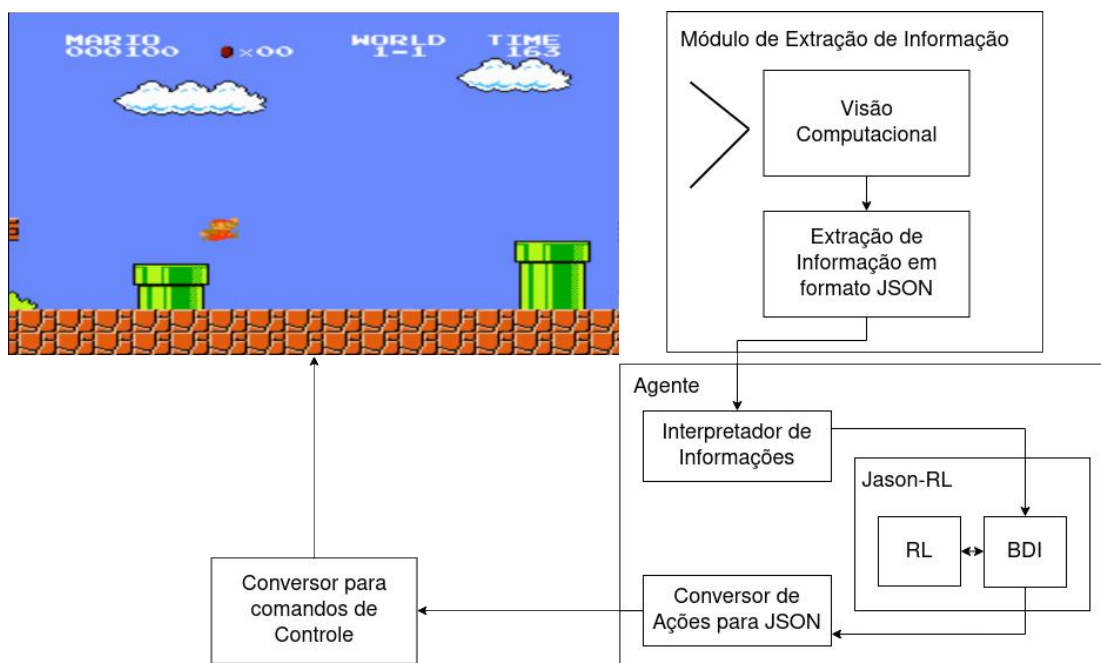 MARIO
000100
×00
WORLD
1-1
TIME
163
Módulo de Extração de Informação
Visão
Computacional
Extração de
Informação em
formato JSON
Agente
Interpretador de
Informações
Jason-RL
RL
BDI
Conversor de
Ações para JSON
Conversor para
comandos de
Controle